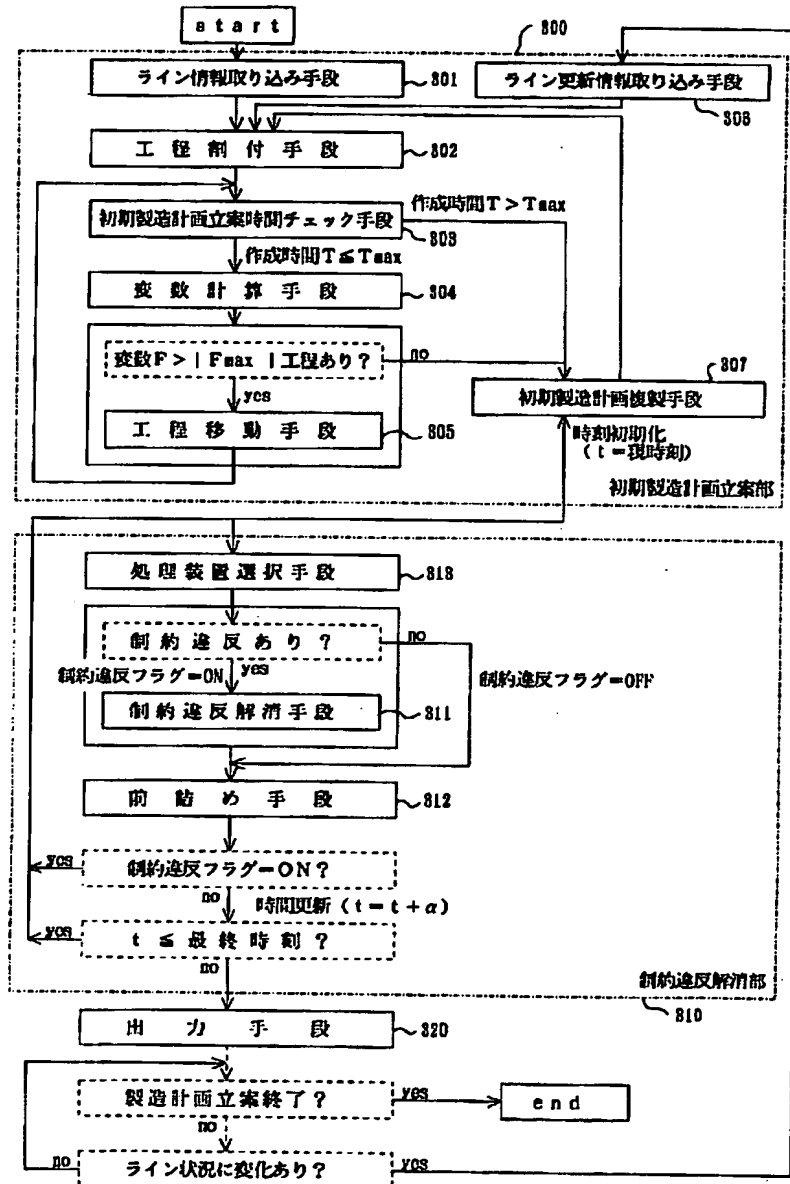 start
800
ライン情報取り込み手段
801
ライン更新情報取り込み手段
806
工程割付手段
802
初期製造計画立案時間チェック手段
803
作成時間T>Tmax
作成時間T≦Tmax
変数計算手段
804
変数F>|Fmax|工程あり?
no
yes
工程移動手段
805
807
初期製造計画複製手段
時刻初期化
(t=現時刻)
初期製造計画立案部
処理装置選択手段
813
制約違反あり?
no
制約違反フラグ=ON
yes
制約違反フラグ=OFF
制約違反解消手段
811
前詰め手段
812
yes
制約違反フラグ=ON?
no
時間更新(t=t+α)
yes
t≦最終時刻?
no
制約違反解消部
810
出力手段
820
製造計画立案終了?
yes
end
no
no
ライン状況に変化あり?
yes